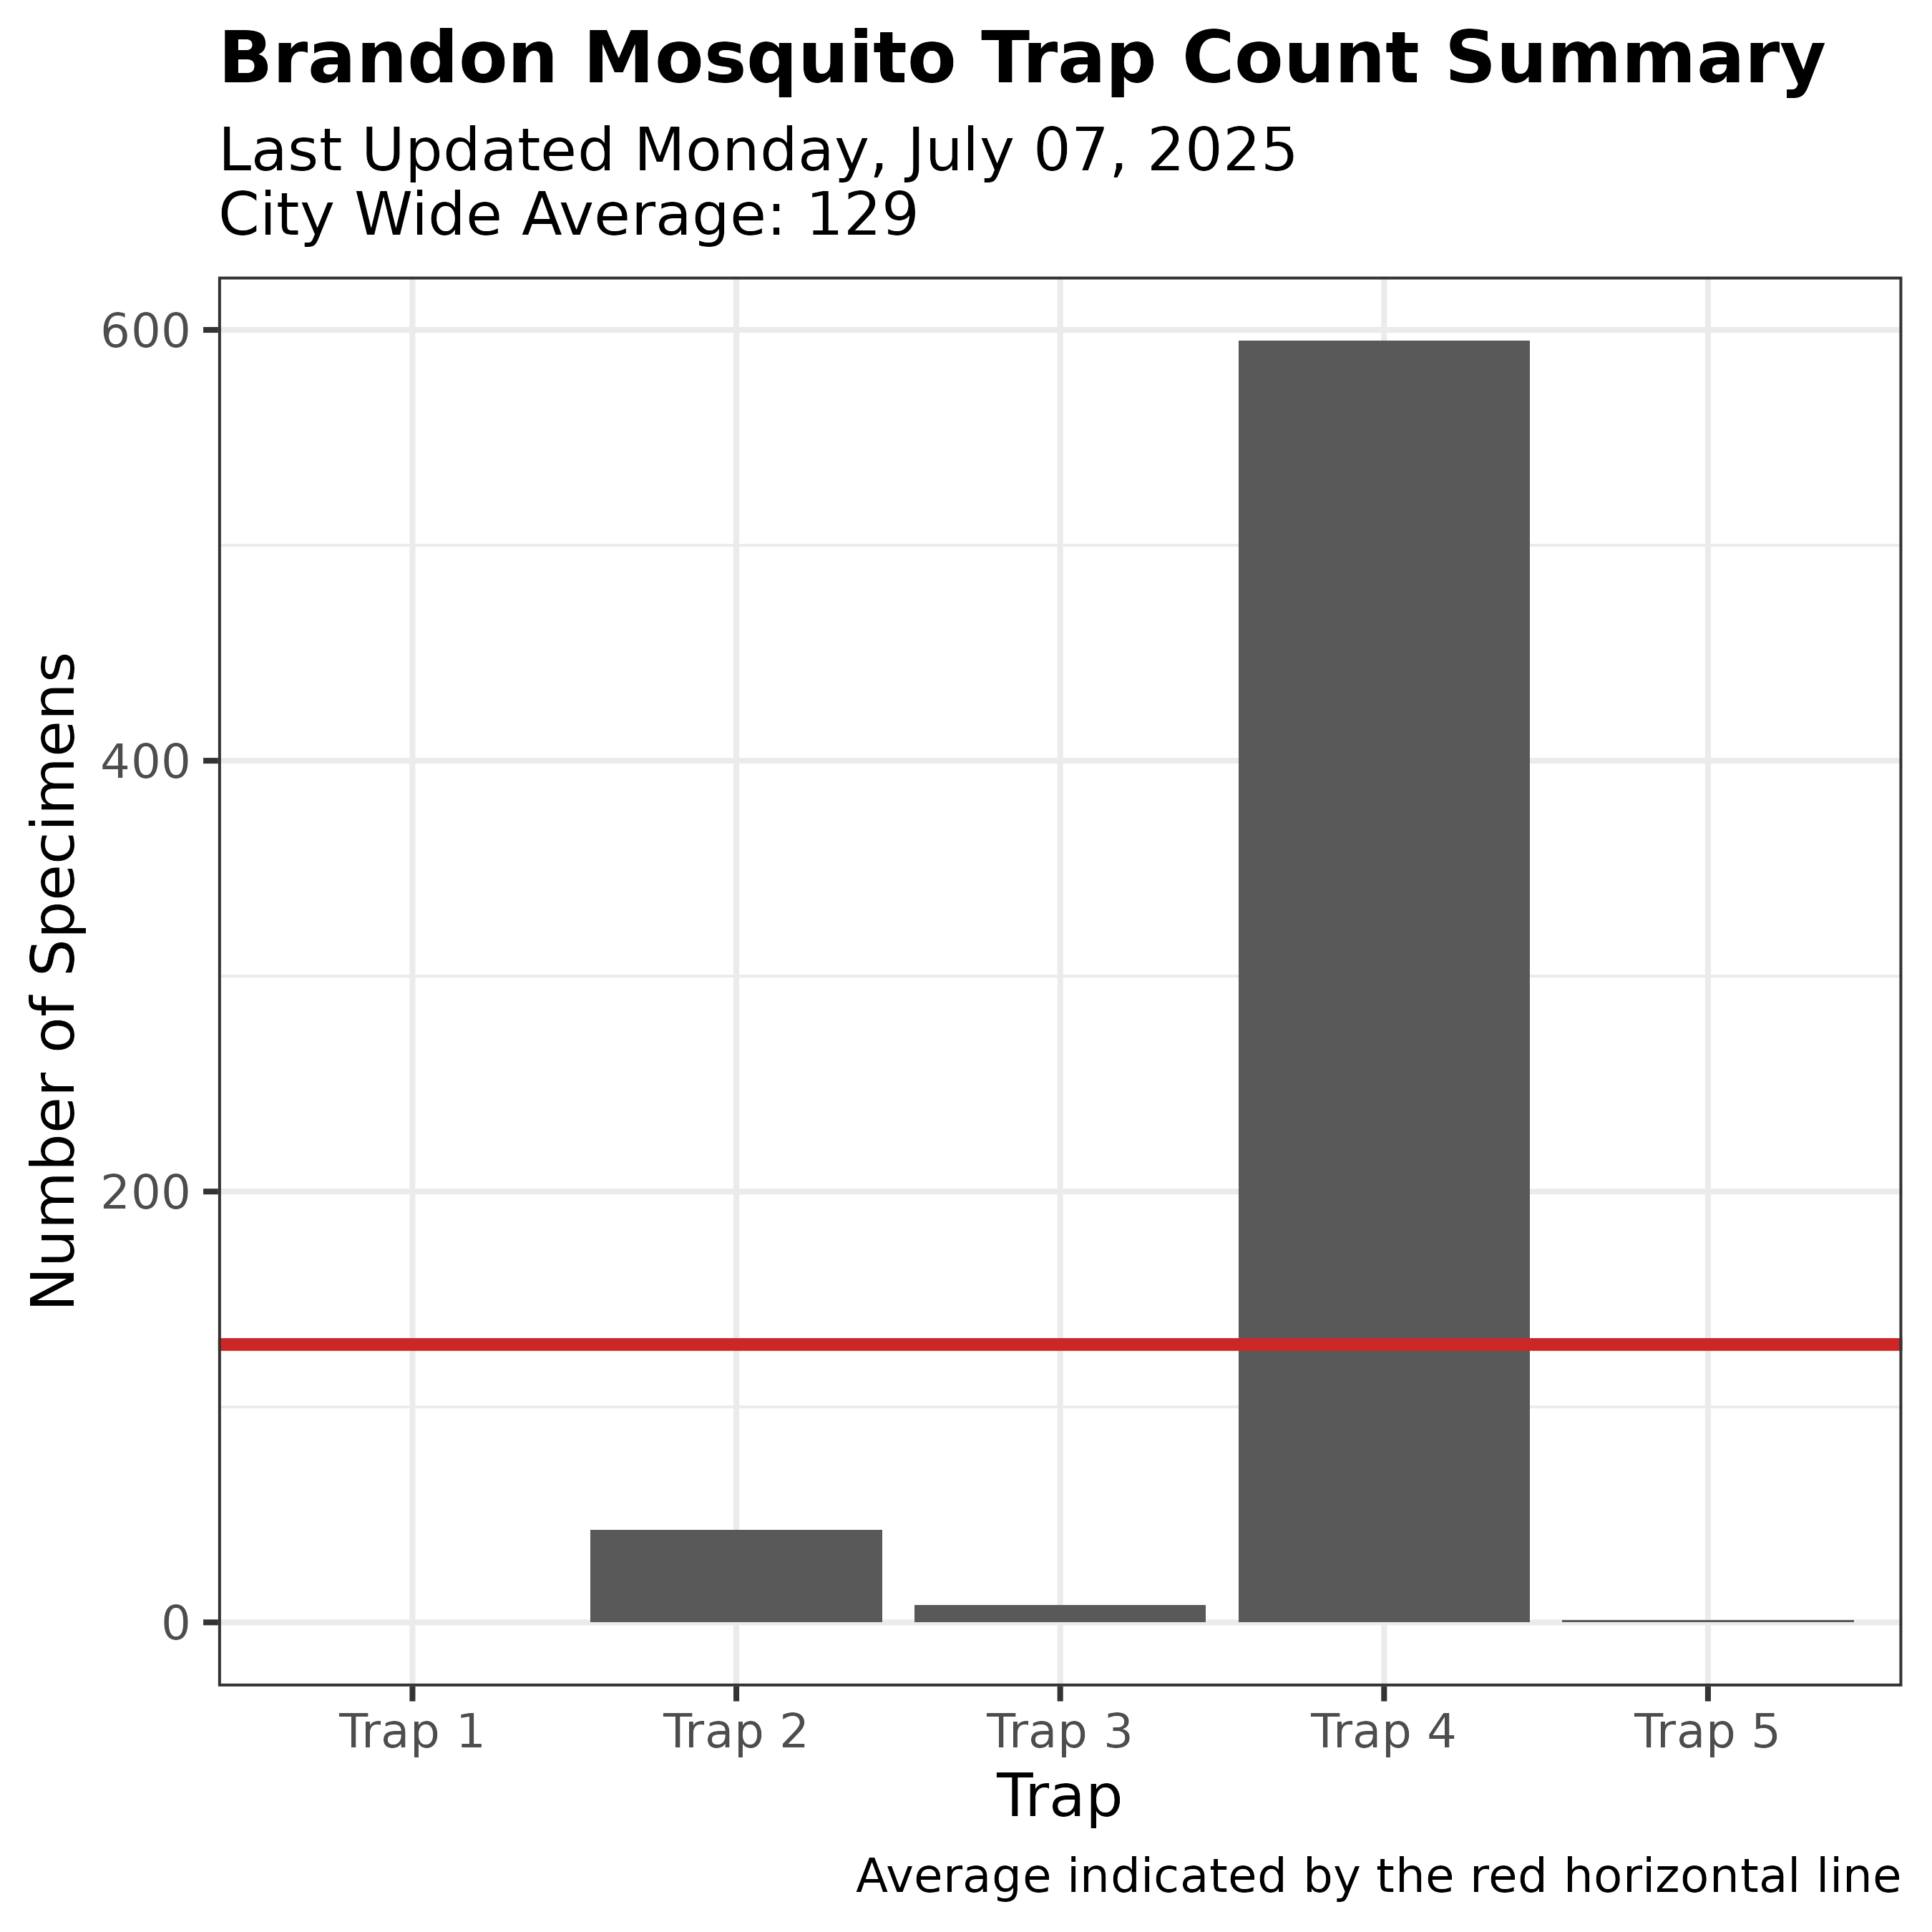 Brandon Mosquito Trap Count Summary
Last Updated Monday, July 07, 2025
City Wide Average: 129
Number of Specimens
600
400
200
0
Trap 1
Trap 2
Trap 3
Trap 4
Trap 5
Trap
Average indicated by the red horizontal line